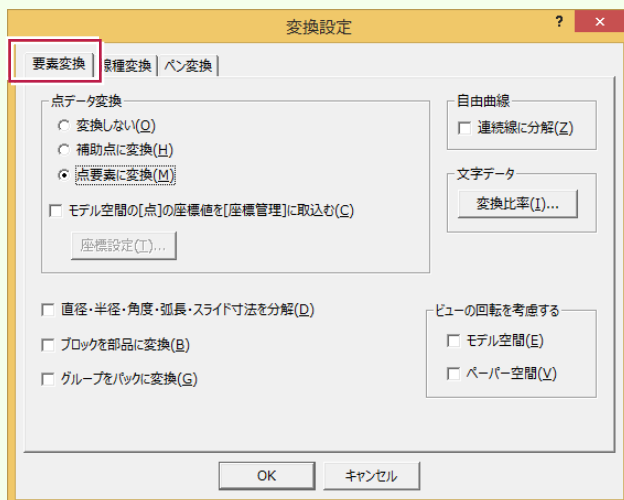 変換設定
?
×
要素変換
線種変換
ペン変換
点データ変換
変換しない(O)
補助点に変換(H)
点要素に変換(M)
モデル空間の[点]の座標値を[座標管理]に取込む(C)
座標設定(T)...
自由曲線
連続線に分解(Z)
文字データ
変換比率(I)...
直径・半径・角度・弧長・スライド寸法を分解(D)
ブロックを部品に変換(B)
グループをパックに変換(G)
ビューの回転を考慮する
モデル空間(E)
ペーパー空間(V)
OK
キャンセル